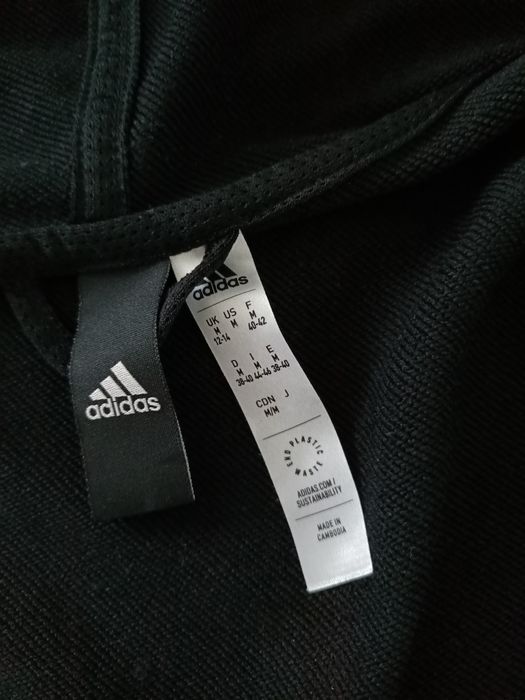 adidas
adidas
UK US F
M M M
12-14 40-42
D I E
M M M
38-40 44-46 38-40
CDN J
M/M
END PLASTIC WASTE
ADIDAS.COM/
SUSTAINABILITY
MADE IN
CAMBODIA